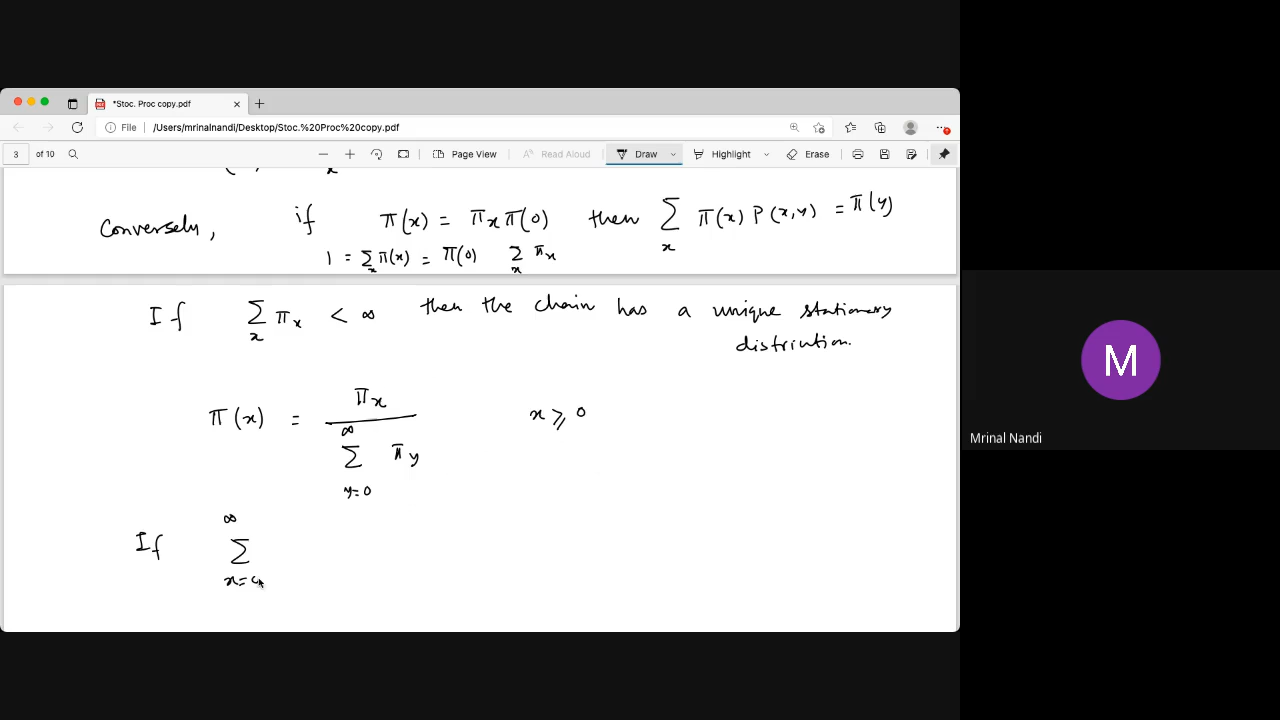 *Stoc. Proc copy.pdf
File /Users/mrinalnandi/Desktop/Stoc.%20Proc%20copy.pdf
3 of 10 Page View Read Aloud Draw Highlight Erase
x
Conversely, if π(x) = π_x π(0) then Σ_x π(x) P(x,y) = π(y)
1 = Σ_x π(x) = π(0) Σ_x π_x
If Σ_x π_x < ∞ then the chain has a unique stationary
distrintion.
π(x) = π_x / Σ_{y=0}^∞ π_y x ⩾ 0
If Σ_{x=0}^∞
M
Mrinal Nandi